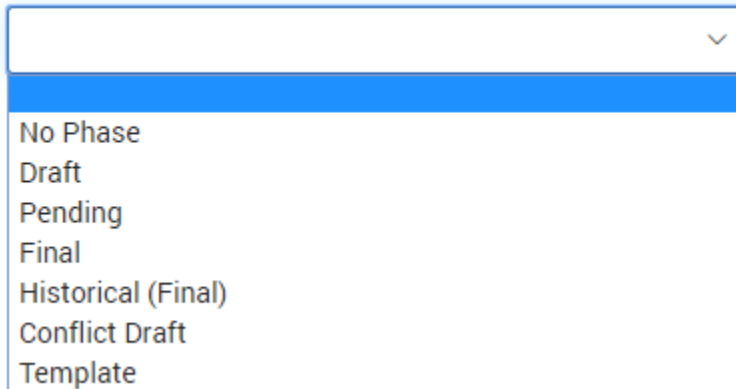 No Phase
Draft
Pending
Final
Historical (Final)
Conflict Draft
Template